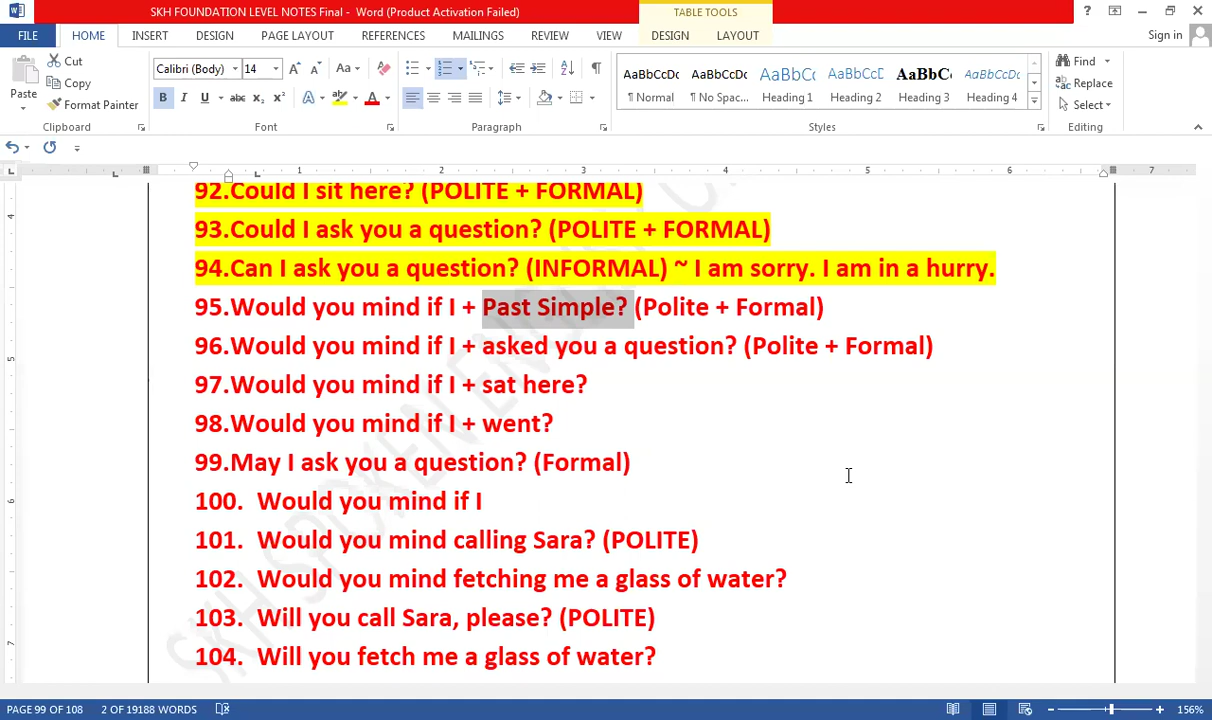 SKH FOUNDATION LEVEL NOTES Final - Word (Product Activation Failed)
TABLE TOOLS
FILE HOME INSERT DESIGN PAGE LAYOUT REFERENCES MAILINGS REVIEW VIEW DESIGN LAYOUT Sign in
Paste Cut Copy Format Painter
Clipboard
Calibri (Body) 14
Font
Paragraph
AaBbCcDc AaBbCcDc AaBbCcD AaBbCcD AaBbCc AaBbCcDc
¶ Normal ¶ No Spac... Heading 1 Heading 2 Heading 3 Heading 4
Styles
Find
Replace
Select
Editing
1 2 3 4 5 6 7
92.Could I sit here? (POLITE + FORMAL)
93.Could I ask you a question? (POLITE + FORMAL)
94.Can I ask you a question? (INFORMAL) ~ I am sorry. I am in a hurry.
95.Would you mind if I + Past Simple? (Polite + Formal)
96.Would you mind if I + asked you a question? (Polite + Formal)
97.Would you mind if I + sat here?
98.Would you mind if I + went?
99.May I ask you a question? (Formal)
100. Would you mind if I
101. Would you mind calling Sara? (POLITE)
102. Would you mind fetching me a glass of water?
103. Will you call Sara, please? (POLITE)
104. Will you fetch me a glass of water?
PAGE 99 OF 108 2 OF 19188 WORDS 156%